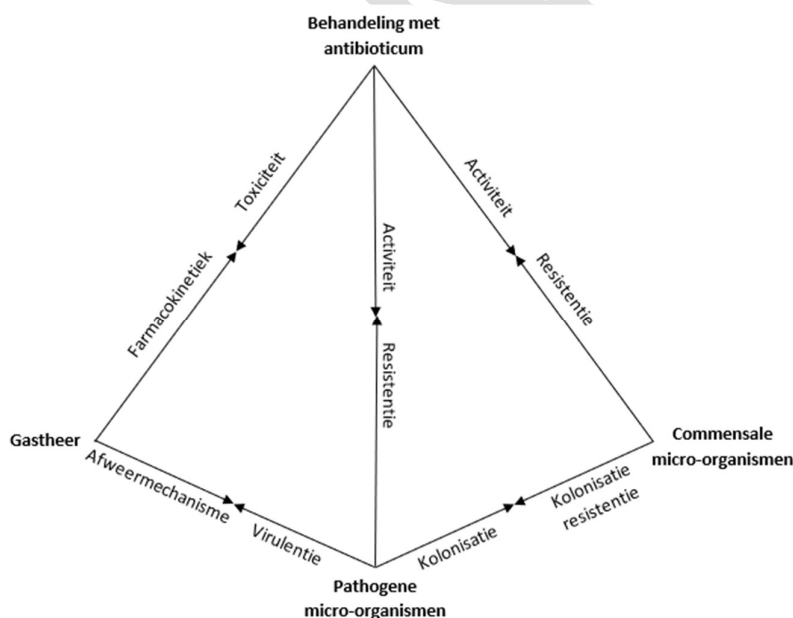 Behandeling met
antibioticum
Toxiciteit
Activiteit
Farmacokinetiek
Activiteit
Resistentie
Resistentie
Gastheer
Commensale
micro-organismen
Afweermechanisme
Virulentie
Kolonisatie
Kolonisatie
resistentie
Pathogene
micro-organismen